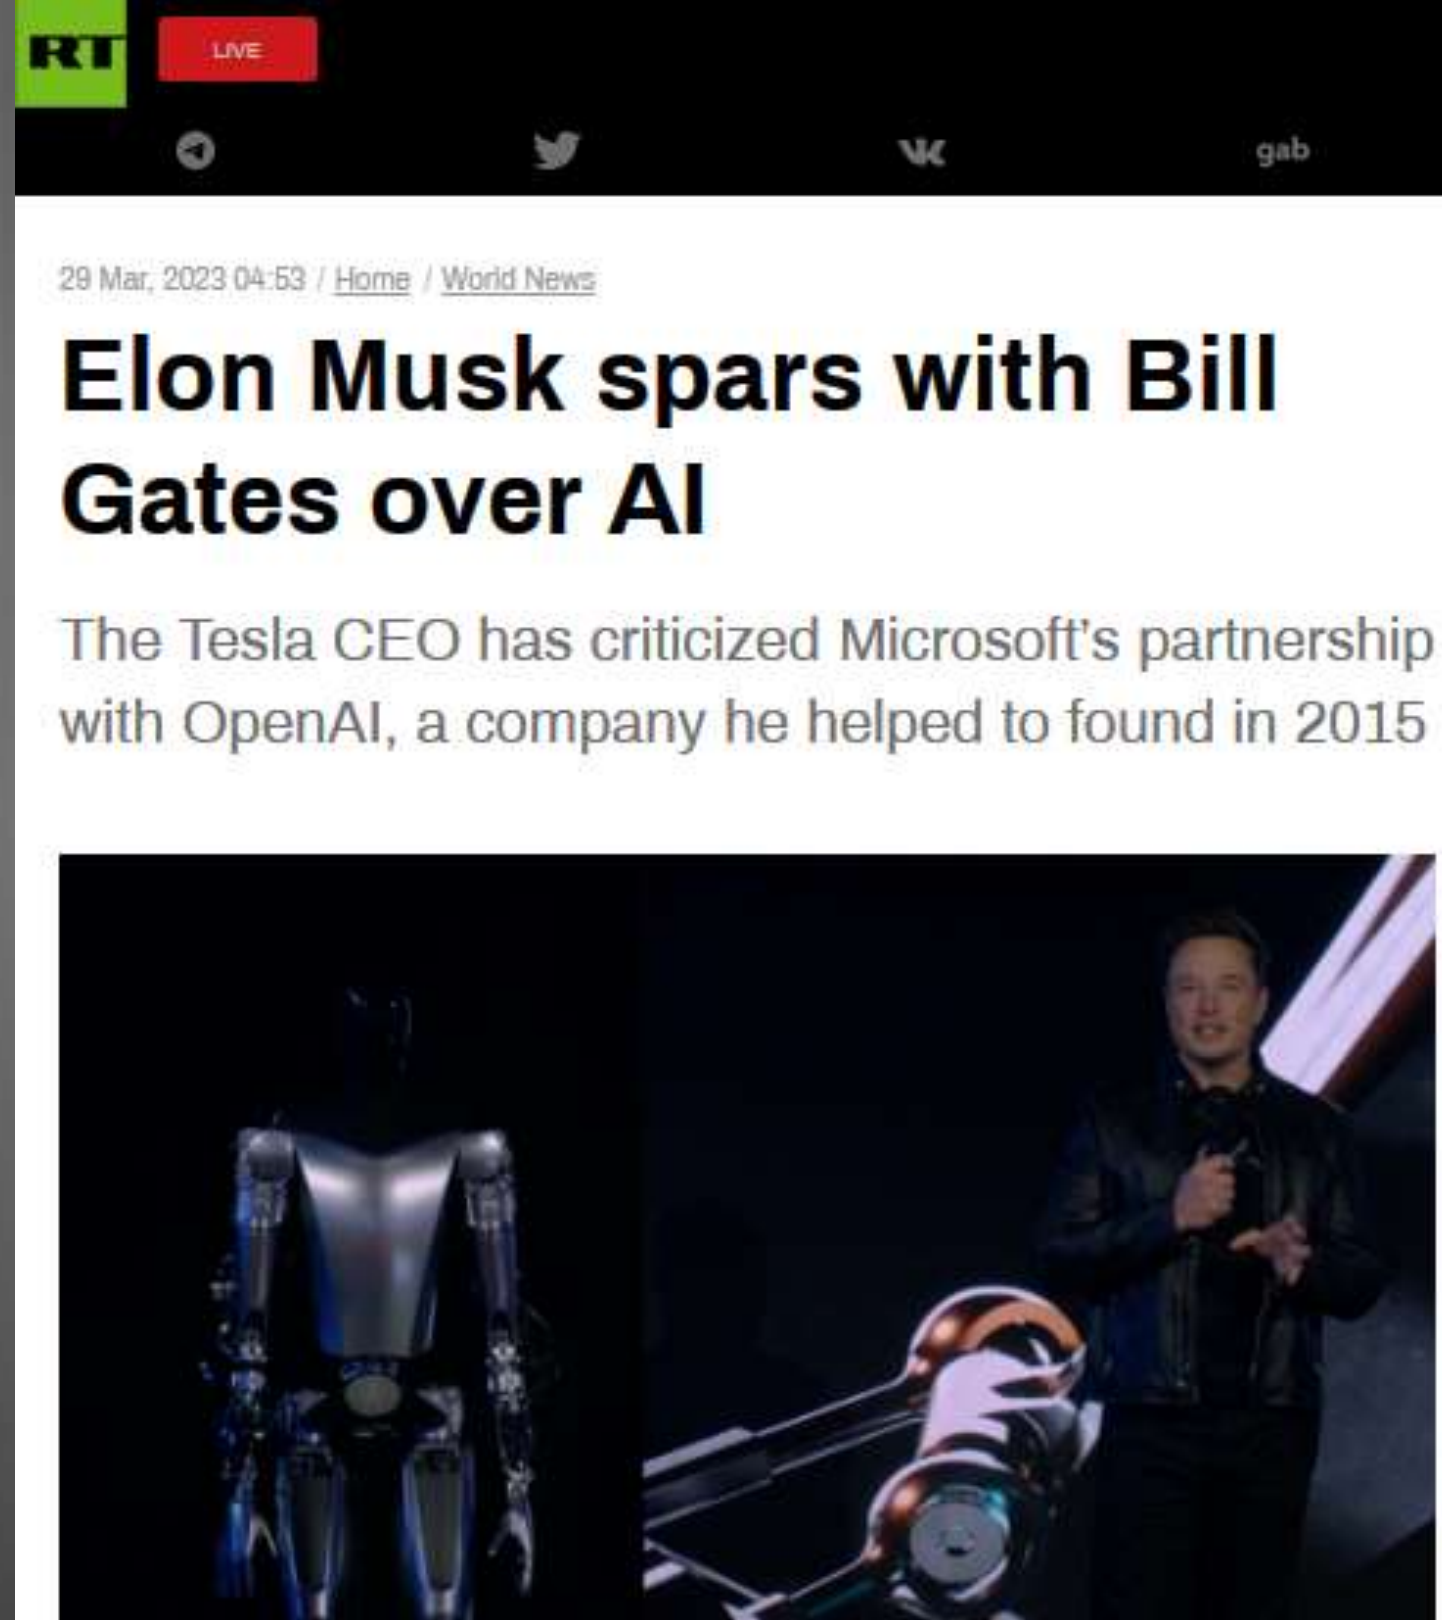 RT
LIVE
gab
29 Mar, 2023 04:53 / Home / World News
Elon Musk spars with Bill
Gates over AI
The Tesla CEO has criticized Microsoft's partnership
with OpenAI, a company he helped to found in 2015